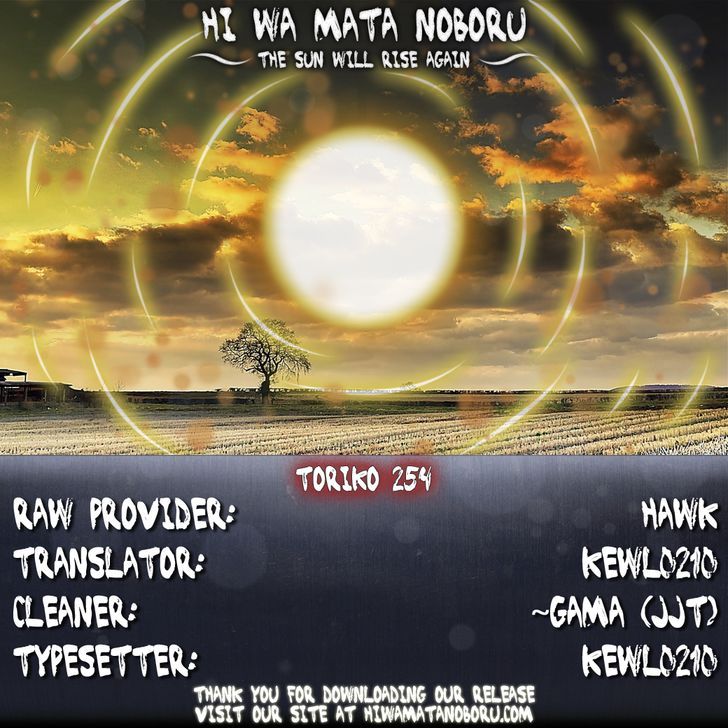 HI WA MATA NOBORU
THE SUN WILL RISE AGAIN
TORIKO 254
RAW PROVIDER: HAWK
TRANSLATOR: KEWL0210
CLEANER: ~GAMA (JJT)
TYPESETTER: KEWL0210
THANK YOU FOR DOWNLOADING OUR RELEASE
VISIT OUR SITE AT HIWAMATANOBORU.COM